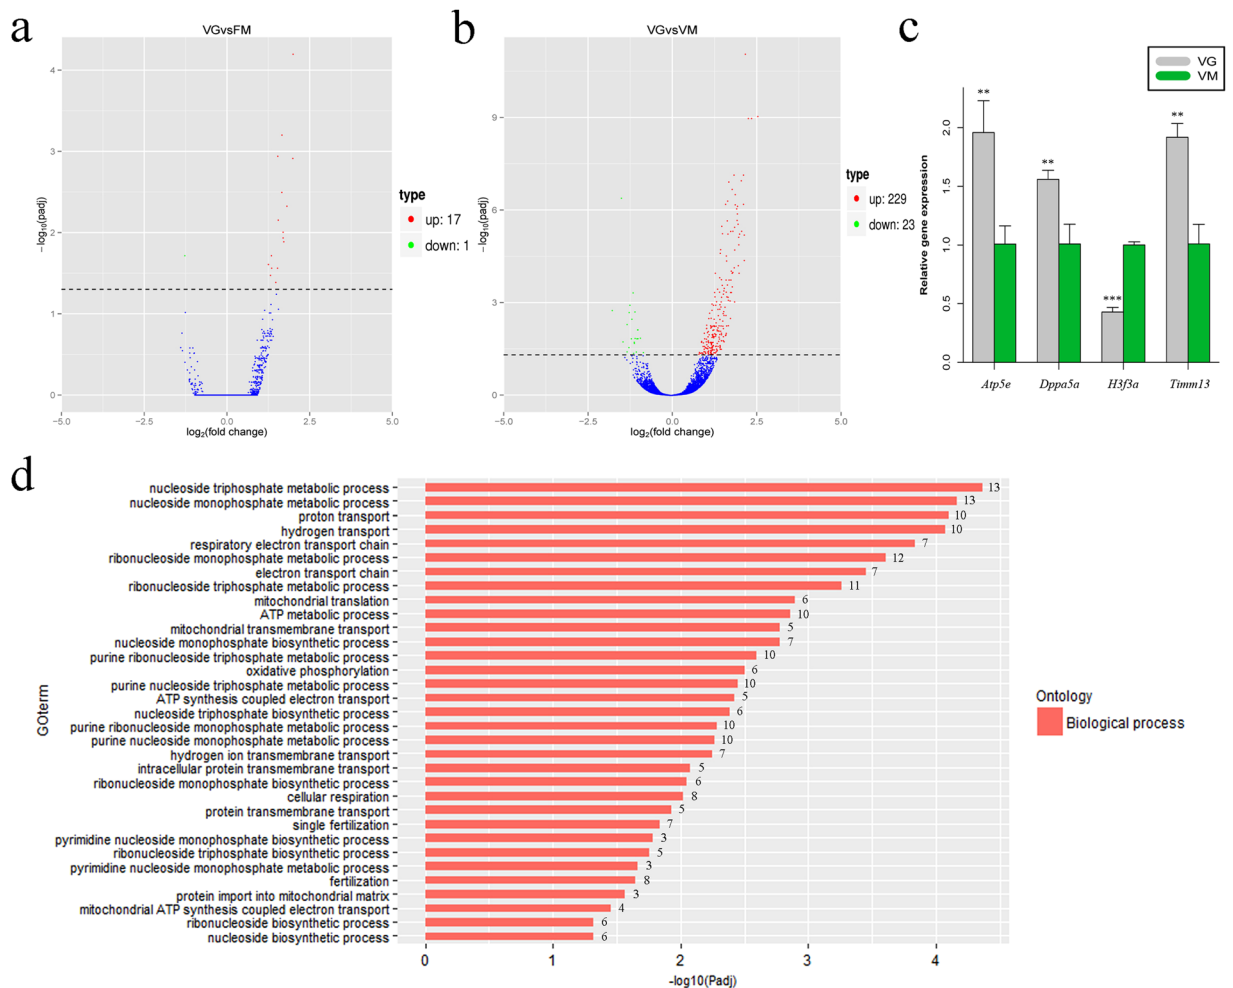 a
VGvsFM
4
3
2
1
0
−log10(padj)
−5.0
−2.5
0.0
2.5
5.0
log2(fold change)
type
up: 17
down: 1
b
VGvsVM
9
6
3
0
−log10(padj)
−5.0
−2.5
0.0
2.5
5.0
log2(fold change)
type
up: 229
down: 23
c
VG
VM
**
**
***
**
2.0
1.5
1.0
0.5
0.0
Relative gene expression
Atp5e
Dppa5a
H3f3a
Timm13
d
GOterm
nucleoside triphosphate metabolic process 13
nucleoside monophosphate metabolic process 13
proton transport 10
hydrogen transport 10
respiratory electron transport chain 7
ribonucleoside monophosphate metabolic process 12
electron transport chain 7
ribonucleoside triphosphate metabolic process 11
mitochondrial translation 6
ATP metabolic process 10
mitochondrial transmembrane transport 5
nucleoside monophosphate biosynthetic process 7
purine ribonucleoside triphosphate metabolic process 10
oxidative phosphorylation 6
purine nucleoside triphosphate metabolic process 10
ATP synthesis coupled electron transport 5
nucleoside triphosphate biosynthetic process 6
purine ribonucleoside monophosphate metabolic process 10
purine nucleoside monophosphate metabolic process 10
hydrogen ion transmembrane transport 7
intracellular protein transmembrane transport 5
ribonucleoside monophosphate biosynthetic process 6
cellular respiration 8
protein transmembrane transport 5
single fertilization 7
pyrimidine nucleoside monophosphate biosynthetic process 3
ribonucleoside triphosphate biosynthetic process 5
pyrimidine nucleoside monophosphate metabolic process 3
fertilization 8
protein import into mitochondrial matrix 3
mitochondrial ATP synthesis coupled electron transport 4
ribonucleoside biosynthetic process 6
nucleoside biosynthetic process 6
0
1
2
3
4
-log10(Padj)
Ontology
Biological process